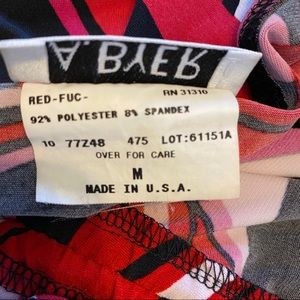 A. BYER
RED-FUC- RN 31310
92% POLYESTER 8% SPANDEX
10 77Z48 475 LOT:61151A
OVER FOR CARE
M
MADE IN U.S.A.